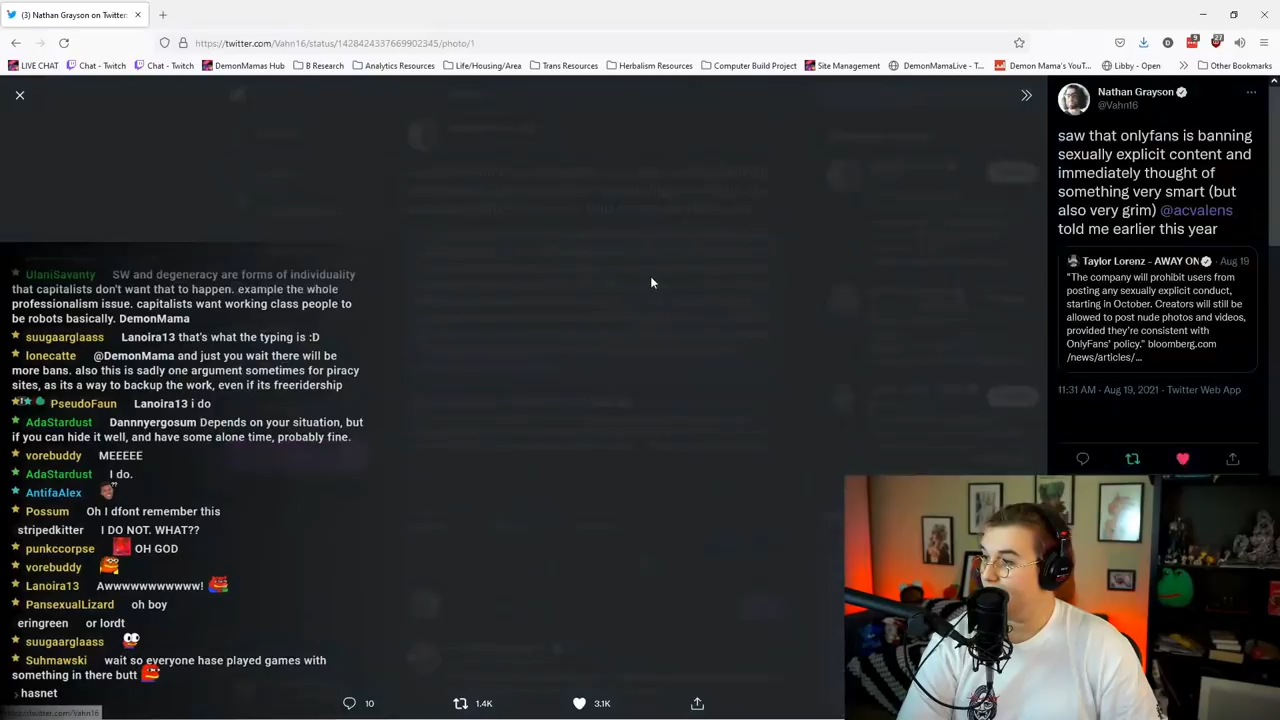 (3) Nathan Grayson on Twitter:
https://twitter.com/Vahn16/status/1428424337669902345/photo/1
LIVE CHAT
Chat - Twitch
Chat - Twitch
DemonMamas Hub
B Research
Analytics Resources
Life/Housing/Area
Trans Resources
Herbalism Resources
Computer Build Project
Site Management
DemonMamaLive - T...
Demon Mama's YouT...
Libby - Open
Other Bookmarks
Nathan Grayson
@Vahn16
saw that onlyfans is banning
sexually explicit content and
immediately thought of
something very smart (but
also very grim) @acvalens
told me earlier this year
Taylor Lorenz - AWAY ON · Aug 19
"The company will prohibit users from
posting any sexually explicit conduct,
starting in October. Creators will still be
allowed to post nude photos and videos,
provided they're consistent with
OnlyFans' policy." bloomberg.com
/news/articles/...
11:31 AM · Aug 19, 2021 · Twitter Web App
UlaniSavanty SW and degeneracy are forms of individuality
that capitalists don't want that to happen. example the whole
professionalism issue. capitalists want working class people to
be robots basically. DemonMama
suugaarglaass Lanoira13 that's what the typing is :D
lonecatte @DemonMama and just you wait there will be
more bans. also this is sadly one argument sometimes for piracy
sites, as its a way to backup the work, even if its freeridership
PseudoFaun Lanoira13 i do
AdaStardust Dannnyergosum Depends on your situation, but
if you can hide it well, and have some alone time, probably fine.
vorebuddy MEEEEE
AdaStardust I do.
AntifaAlex
Possum Oh I dfont remember this
stripedkitter I DO NOT. WHAT??
punkccorpse OH GOD
vorebuddy
Lanoira13 Awwwwwwwwwww!
PansexualLizard oh boy
eringreen or lordt
suugaarglaass
Suhmawski wait so everyone hase played games with
something in there butt
hasnet
10
1.4K
3.1K